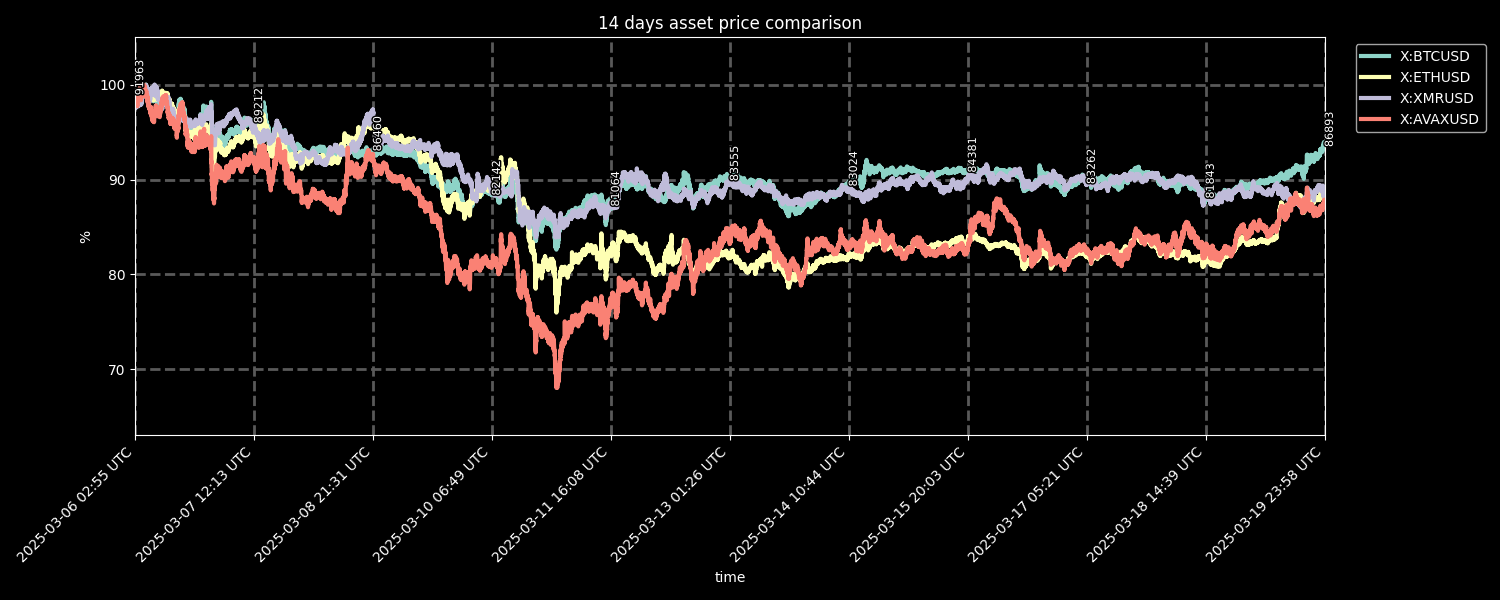 14 days asset price comparison
X:BTCUSD
X:ETHUSD
X:XMRUSD
X:AVAXUSD
%
100
90
80
70
91963
89212
86460
82142
81064
83555
83024
84381
83262
81843
86893
2025-03-06 02:55 UTC
2025-03-07 12:13 UTC
2025-03-08 21:31 UTC
2025-03-10 06:49 UTC
2025-03-11 16:08 UTC
2025-03-13 01:26 UTC
2025-03-14 10:44 UTC
2025-03-15 20:03 UTC
2025-03-17 05:21 UTC
2025-03-18 14:39 UTC
2025-03-19 23:58 UTC
time